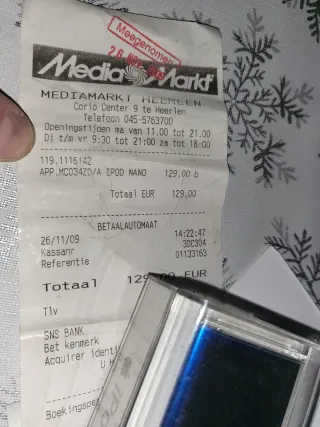 Meegenomen
26 NOV 2009
Media Markt
MEDIAMARKT HEERLEN
Corio Center 9 te Heerlen
Telefoon 045-5763700
Openingstijden ma van 11.00 tot 21.00
Di t/m vr 9:30 tot 21:00 za tot 18:00
119.1116142
APP.MC034ZD/A IPOD NANO 129,00 b
Totaal EUR 129,00
BETAALAUTOMAAT
26/11/09 14:22:47
Kassanr 3DC304
Referentie 01133163
Totaal 129,00 EUR
Tlv
SNS BANK
Bet kenmerk
Acquirer
U